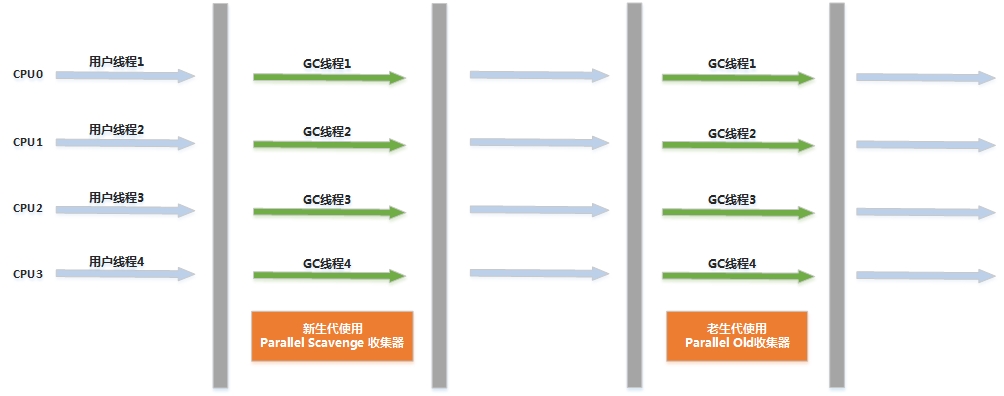 CPU0
用户线程1
GC线程1
GC线程1
CPU1
用户线程2
GC线程2
GC线程2
CPU2
用户线程3
GC线程3
GC线程3
CPU3
用户线程4
GC线程4
GC线程4
新生代使用
Parallel Scavenge 收集器
老生代使用
Parallel Old收集器